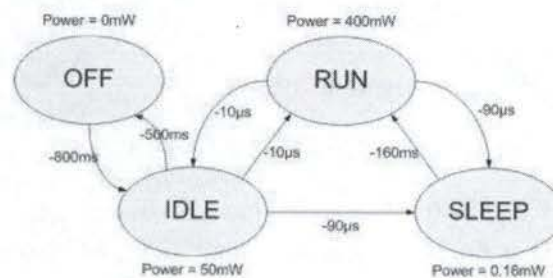 Power = 0mW
Power = 400mW
OFF
RUN
~10µs
~90µs
~500ms
~800ms
~10µs
~160ms
IDLE
SLEEP
~90µs
Power = 50mW
Power = 0.16mW